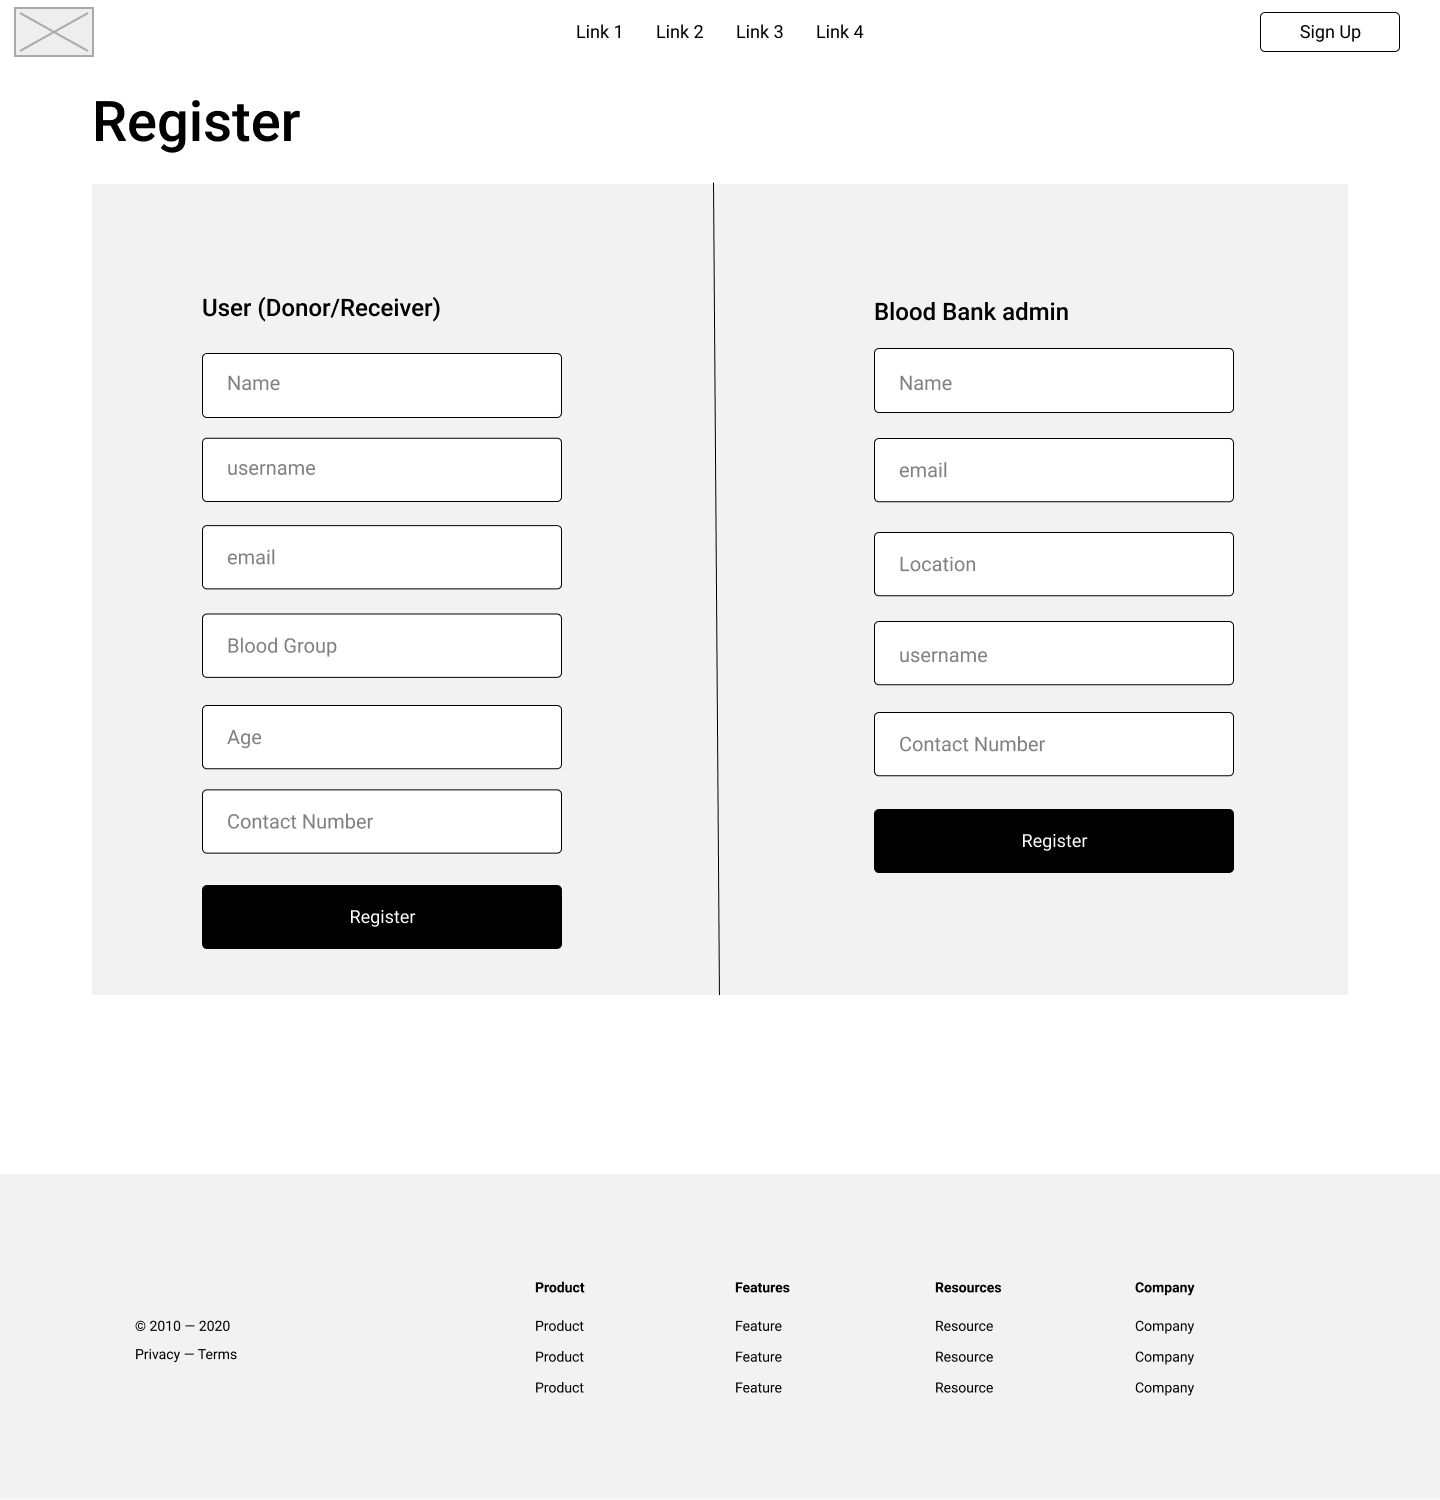 Link 1
Link 2
Link 3
Link 4
Sign Up
Register
User (Donor/Receiver)
Name
username
email
Blood Group
Age
Contact Number
Register
Blood Bank admin
Name
email
Location
username
Contact Number
Register
© 2010 — 2020
Privacy — Terms
Product
Product
Product
Product
Features
Feature
Feature
Feature
Resources
Resource
Resource
Resource
Company
Company
Company
Company